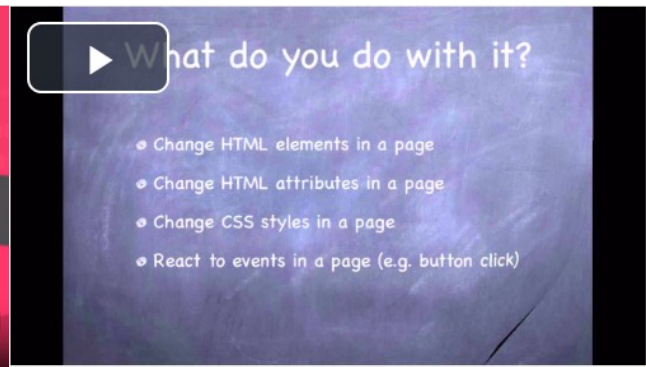 What do you do with it?
Change HTML elements in a page
Change HTML attributes in a page
Change CSS styles in a page
React to events in a page (e.g. button click)